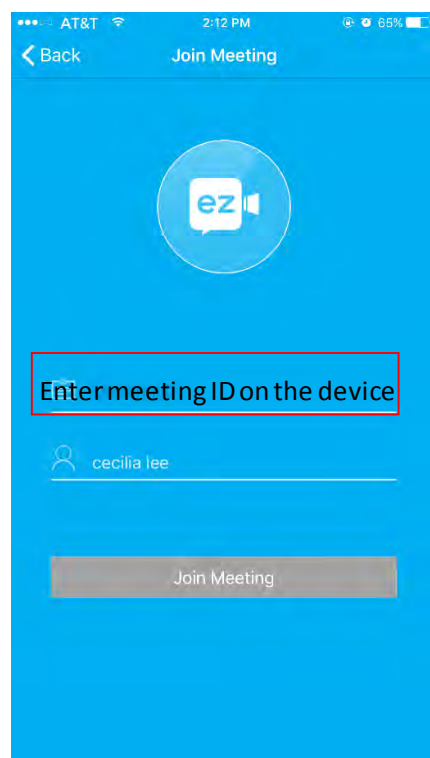 AT&T 2:12 PM 65%
Back Join Meeting
ez
Enter meeting ID on the device
cecilia lee
Join Meeting